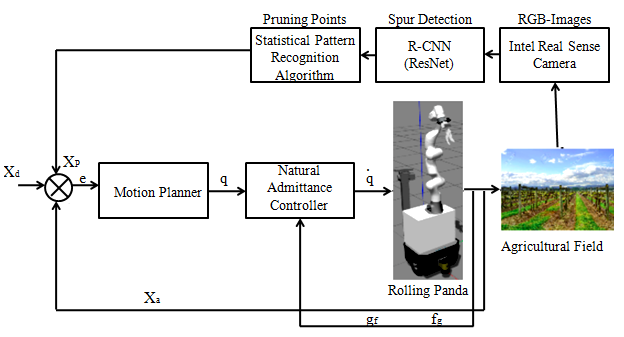 Pruning Points
Spur Detection
RGB-Images
Statistical Pattern
Recognition
Algorithm
R-CNN
(ResNet)
Intel Real Sense
Camera
Xd
Xp
e
Motion Planner
q
Natural
Admittance
Controller
q̇
Rolling Panda
Agricultural Field
Xa
gf
fg